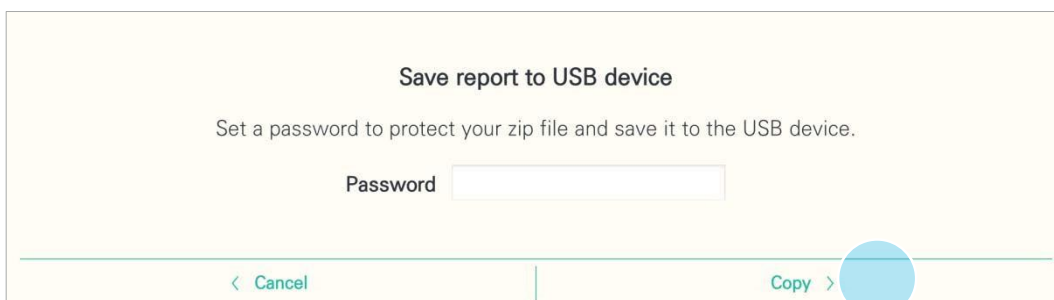 Save report to USB device
Set a password to protect your zip file and save it to the USB device.
Password
< Cancel
Copy >